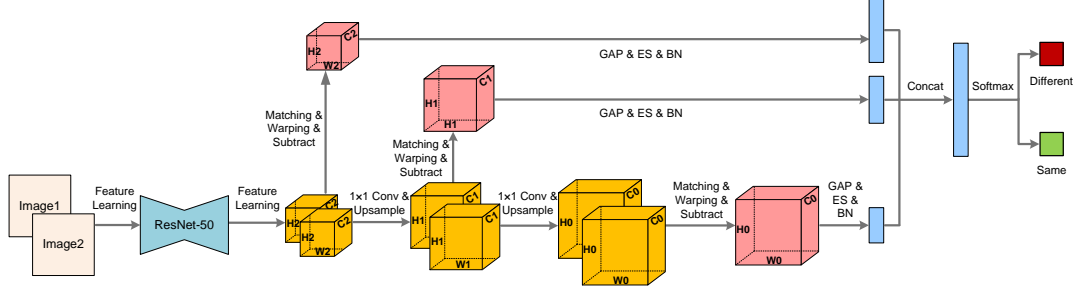 C2
H2
W2
GAP & ES & BN
C1
H1
H1
GAP & ES & BN
Matching &
Warping &
Subtract
Matching &
Warping &
Subtract
Concat
Softmax
Different
Same
Image1
Image2
Feature
Learning
ResNet-50
Feature
Learning
C2
H2
C2
H2
W2
1×1 Conv &
Upsample
C1
H1
C1
H1
W1
1×1 Conv &
Upsample
C0
H0
C0
H0
W0
Matching &
Warping &
Subtract
C0
H0
W0
GAP &
ES &
BN